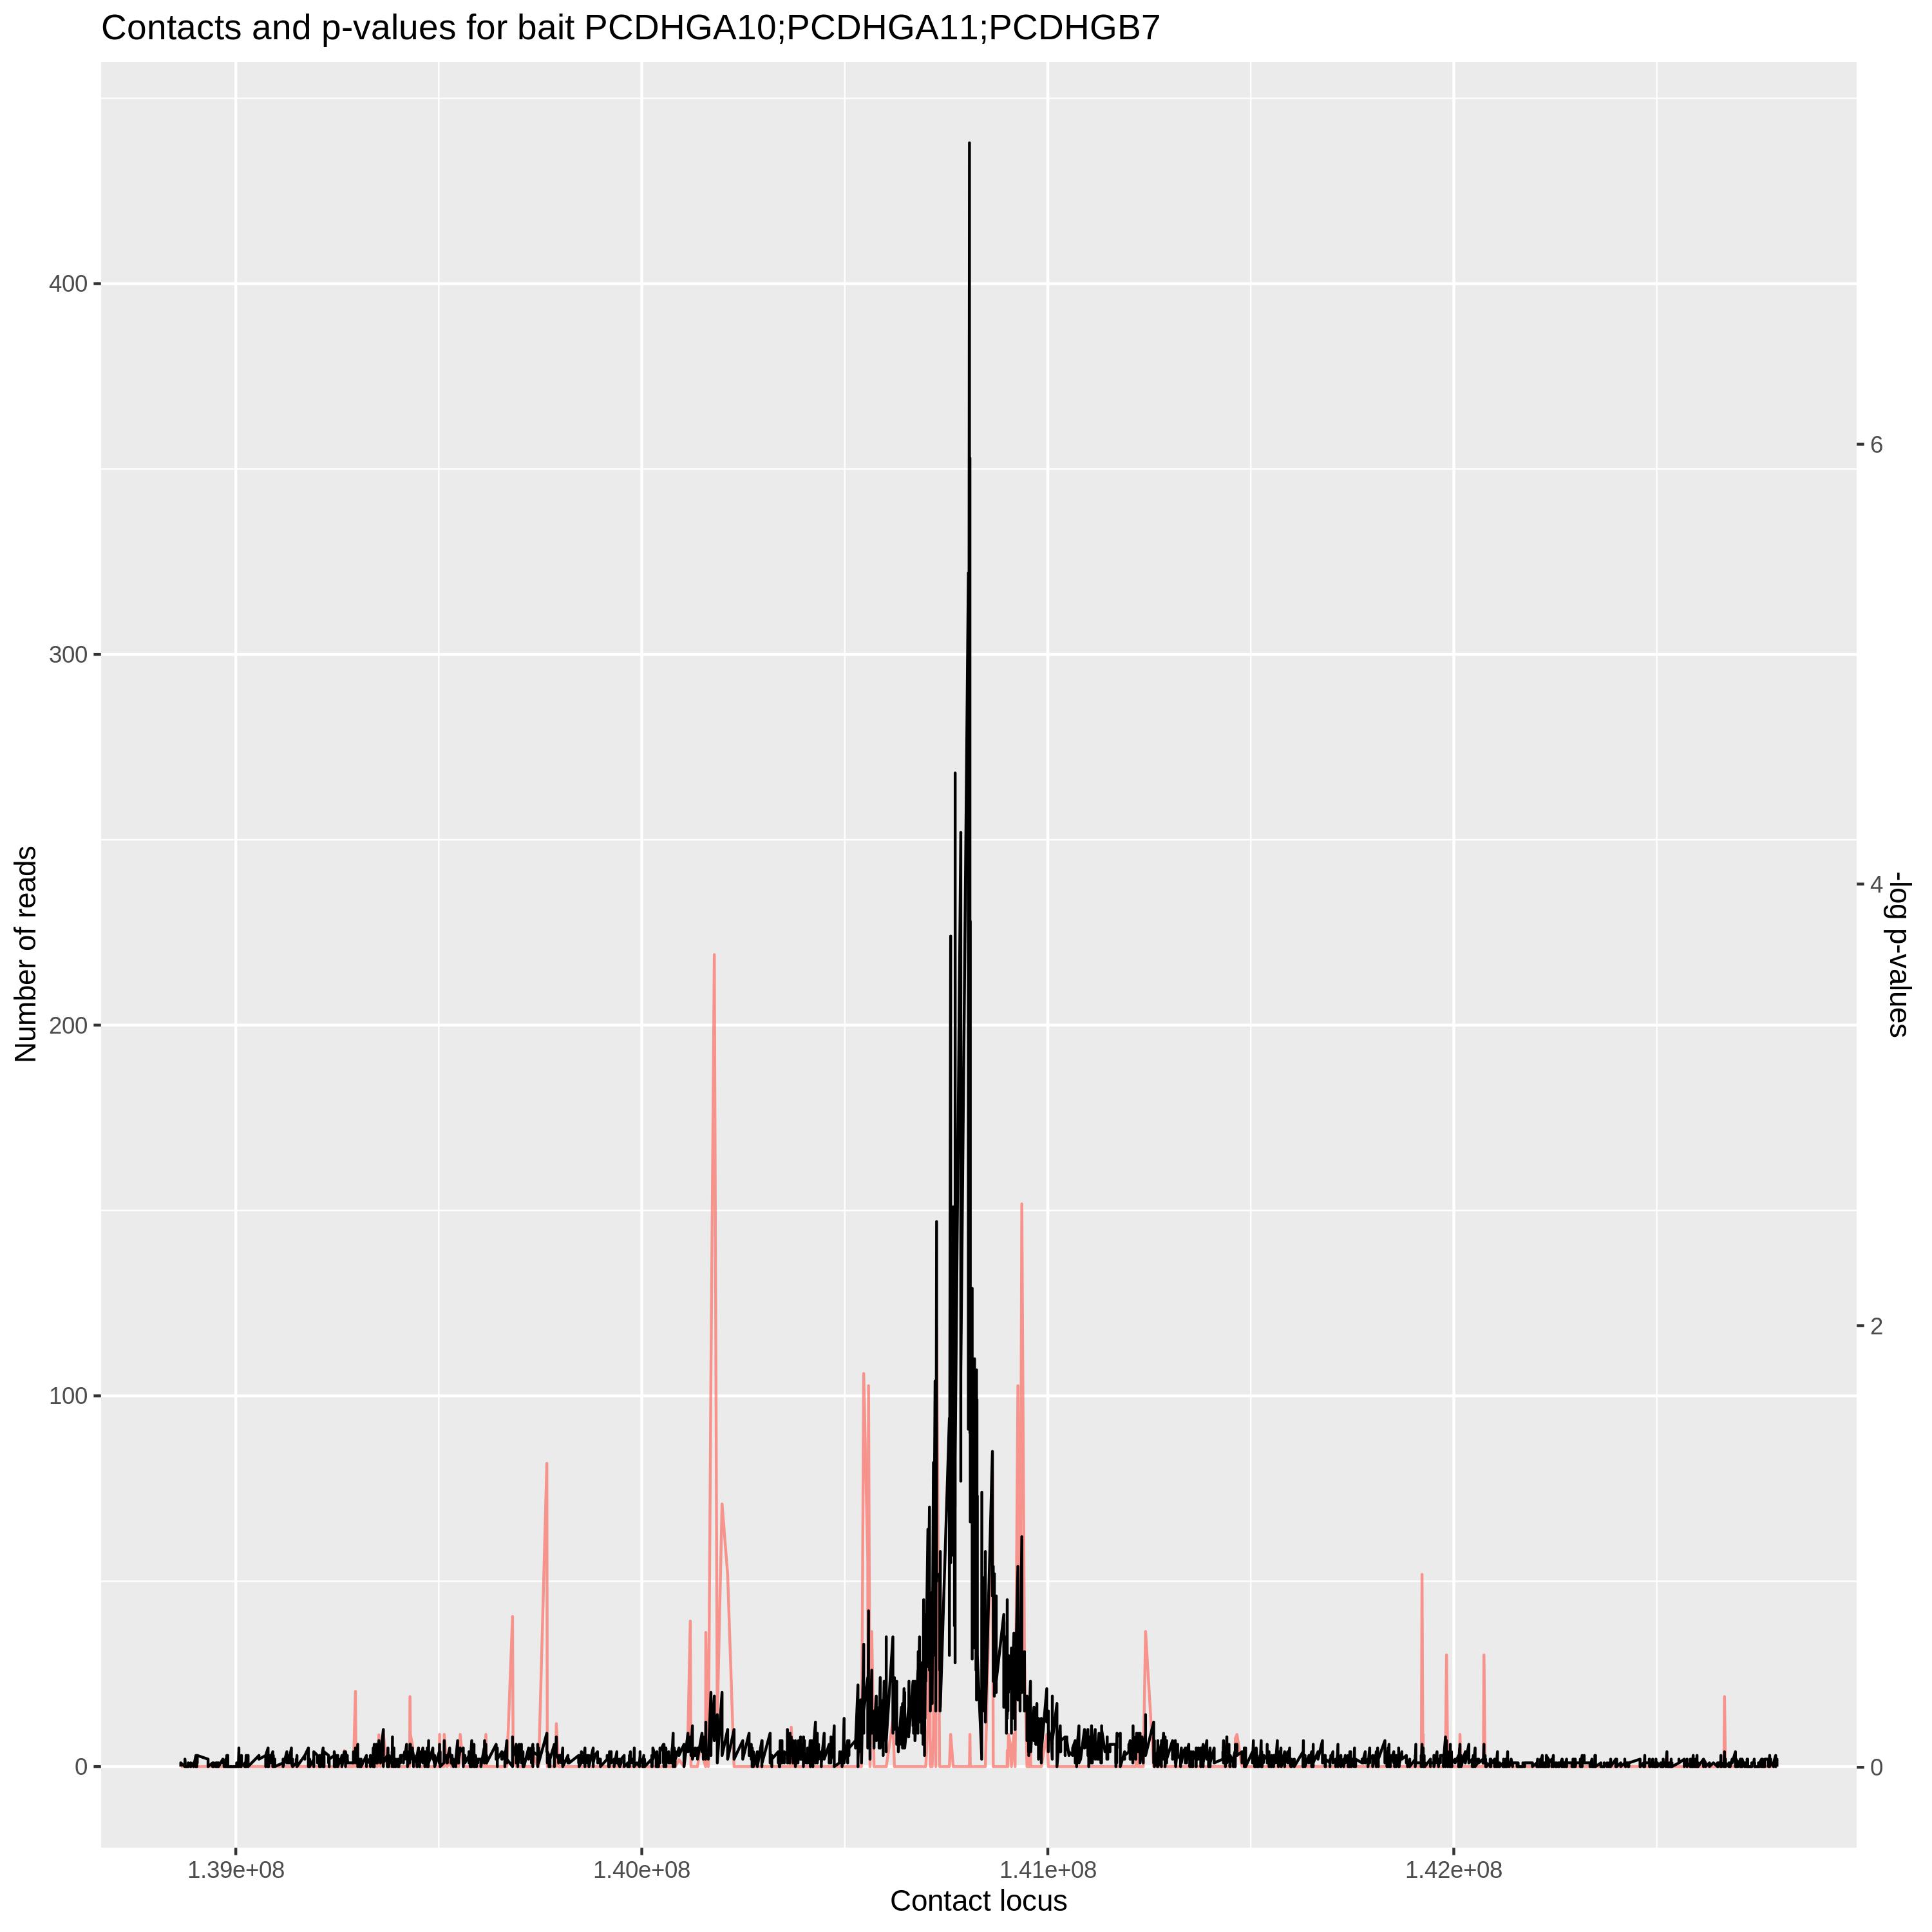 Contacts and p-values for bait PCDHGA10;PCDHGA11;PCDHGB7
400
300
200
100
0
Number of reads
6
4
2
0
-log p-values
1.39e+08
1.40e+08
1.41e+08
1.42e+08
Contact locus